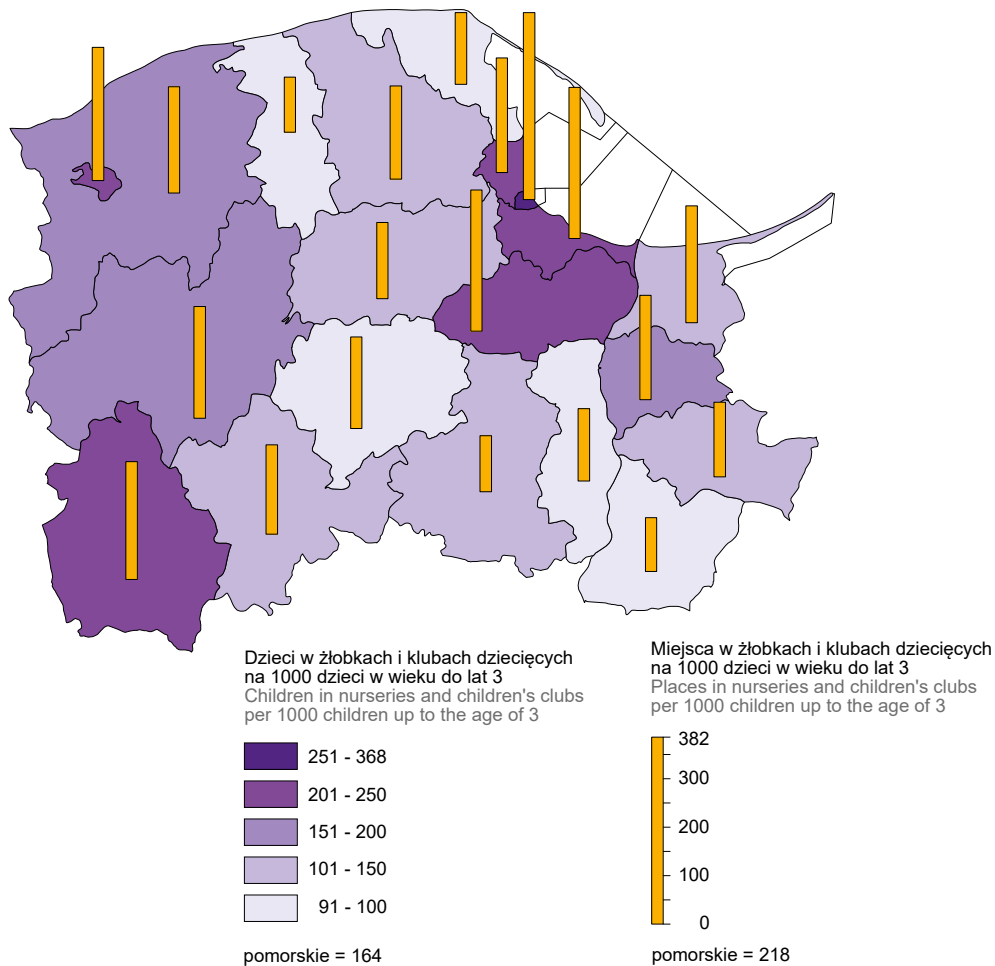 Dzieci w żłobkach i klubach dziecięcych
na 1000 dzieci w wieku do lat 3
Children in nurseries and children's clubs
per 1000 children up to the age of 3
251 - 368
201 - 250
151 - 200
101 - 150
91 - 100
pomorskie = 164
Miejsca w żłobkach i klubach dziecięcych
na 1000 dzieci w wieku do lat 3
Places in nurseries and children's clubs
per 1000 children up to the age of 3
382
300
200
100
0
pomorskie = 218